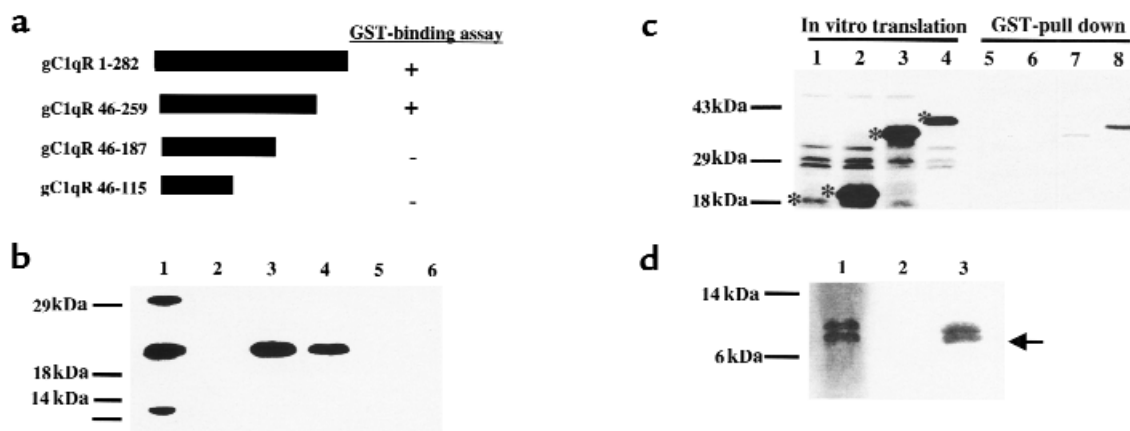 a
GST-binding assay
gC1qR 1-282 +
gC1qR 46-259 +
gC1qR 46-187 -
gC1qR 46-115 -
b
1 2 3 4 5 6
29kDa
18kDa
14 kDa
c
In vitro translation GST-pull down
1 2 3 4 5 6 7 8
43kDa
*
*
29kDa
18kDa * *
d
1 2 3
14 kDa
6kDa